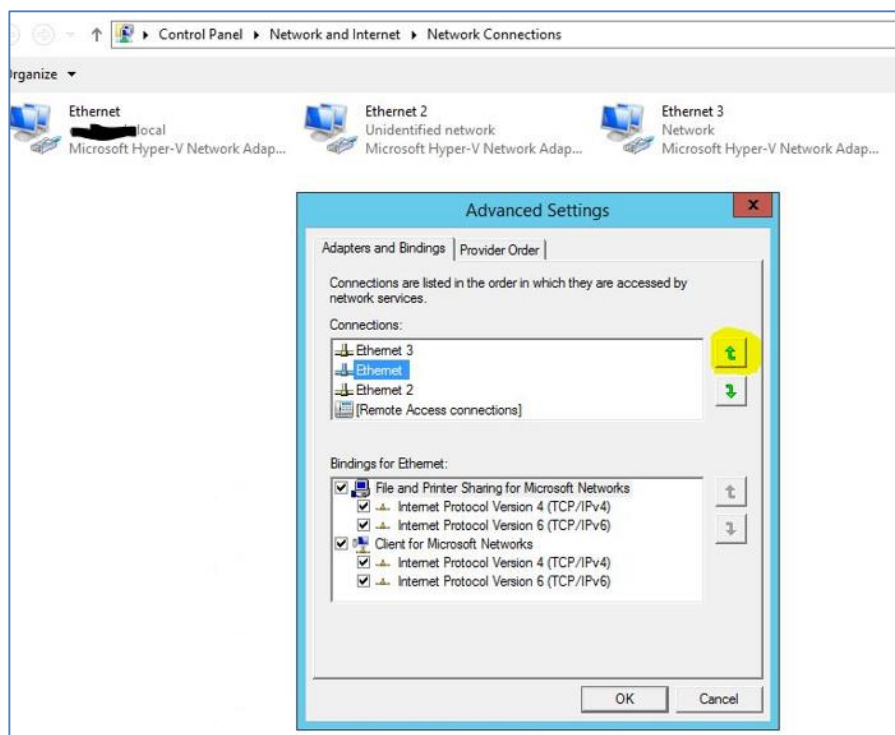 Control Panel Network and Internet Network Connections
Organize
Ethernet
local
Microsoft Hyper-V Network Adap...
Ethernet 2
Unidentified network
Microsoft Hyper-V Network Adap...
Ethernet 3
Network
Microsoft Hyper-V Network Adap...
Advanced Settings
x
Adapters and Bindings
Provider Order
Connections are listed in the order in which they are accessed by
network services.
Connections:
Ethernet 3
Ethernet
Ethernet 2
[Remote Access connections]
Bindings for Ethernet:
File and Printer Sharing for Microsoft Networks
Internet Protocol Version 4 (TCP/IPv4)
Internet Protocol Version 6 (TCP/IPv6)
Client for Microsoft Networks
Internet Protocol Version 4 (TCP/IPv4)
Internet Protocol Version 6 (TCP/IPv6)
OK
Cancel